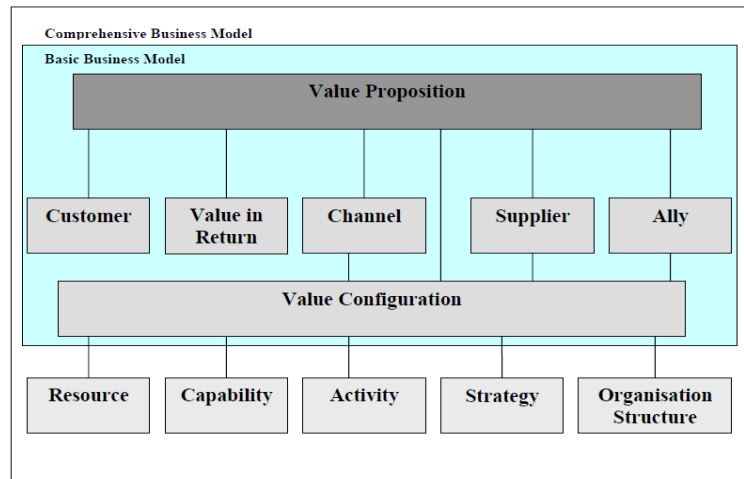 Comprehensive Business Model
Basic Business Model
Value Proposition
Customer
Value in
Return
Channel
Supplier
Ally
Value Configuration
Resource
Capability
Activity
Strategy
Organisation
Structure